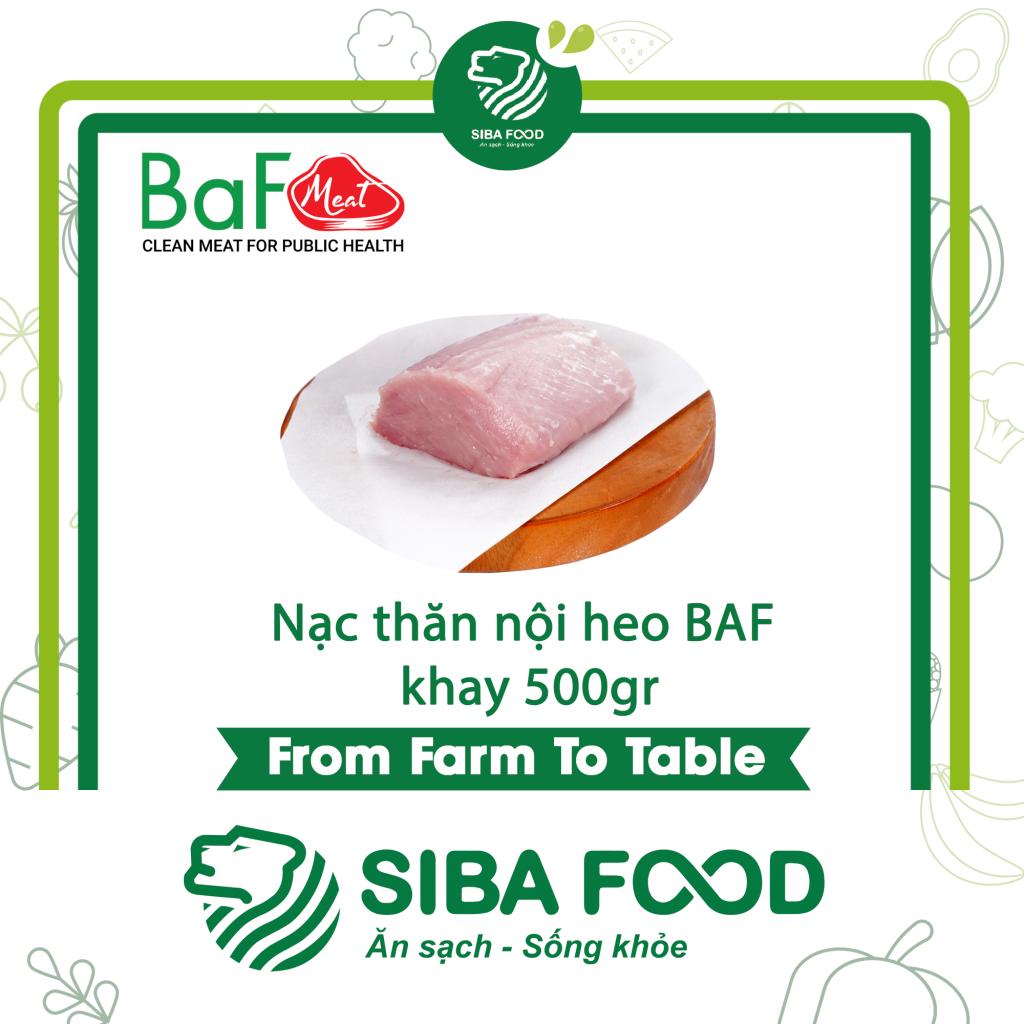 SIBA FOOD
Ăn sạch - Sống khỏe
BaF Meat
CLEAN MEAT FOR PUBLIC HEALTH
Nạc thăn nội heo BAF
khay 500gr
From Farm To Table
SIBA FOOD
Ăn sạch - Sống khỏe